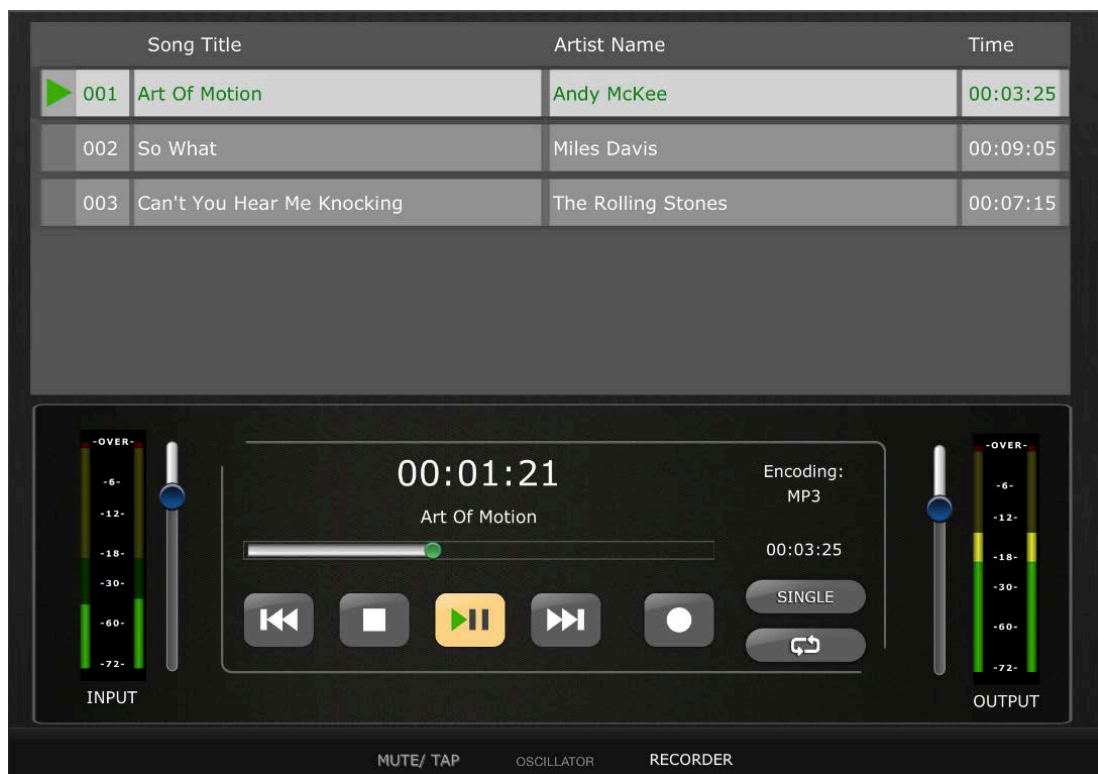 Song Title Artist Name Time
001 Art Of Motion Andy McKee 00:03:25
002 So What Miles Davis 00:09:05
003 Can't You Hear Me Knocking The Rolling Stones 00:07:15
-OVER-
-6-
-12-
-18-
-30-
-60-
-72-
INPUT
00:01:21
Art Of Motion
Encoding:
MP3
00:03:25
SINGLE
-OVER-
-6-
-12-
-18-
-30-
-60-
-72-
OUTPUT
MUTE/ TAP OSCILLATOR RECORDER